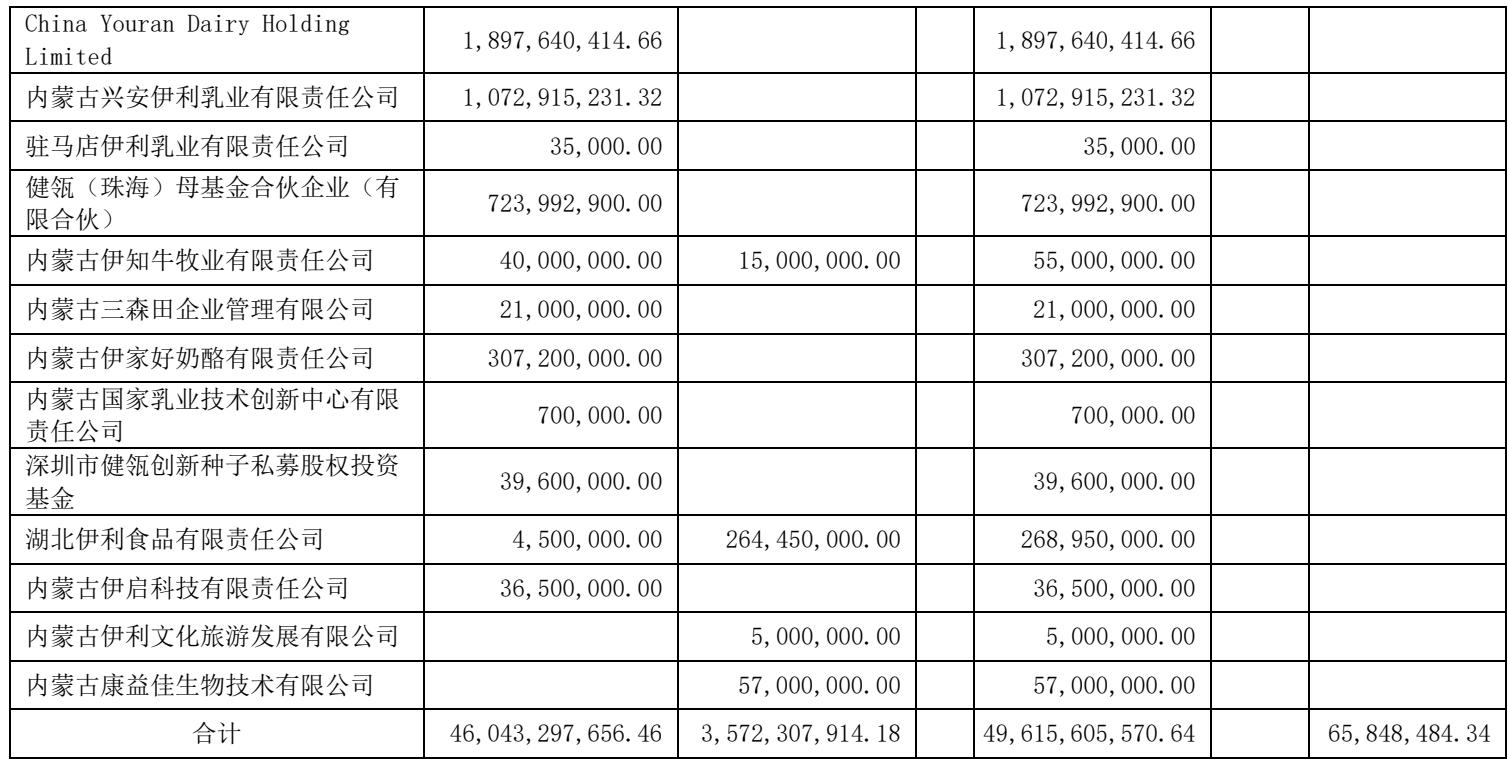 China Youran Dairy Holding
Limited
1,897,640,414.66
1,897,640,414.66
内蒙古兴安伊利乳业有限责任公司
1,072,915,231.32
1,072,915,231.32
驻马店伊利乳业有限责任公司
35,000.00
35,000.00
健瓴（珠海）母基金合伙企业（有
限合伙）
723,992,900.00
723,992,900.00
内蒙古伊知牛牧业有限责任公司
40,000,000.00
15,000,000.00
55,000,000.00
内蒙古三森田企业管理有限公司
21,000,000.00
21,000,000.00
内蒙古伊家好奶酪有限责任公司
307,200,000.00
307,200,000.00
内蒙古国家乳业技术创新中心有限
责任公司
700,000.00
700,000.00
深圳市健瓴创新种子私募股权投资
基金
39,600,000.00
39,600,000.00
湖北伊利食品有限责任公司
4,500,000.00
264,450,000.00
268,950,000.00
内蒙古伊启科技有限责任公司
36,500,000.00
36,500,000.00
内蒙古伊利文化旅游发展有限公司
5,000,000.00
5,000,000.00
内蒙古康益佳生物技术有限公司
57,000,000.00
57,000,000.00
合计
46,043,297,656.46
3,572,307,914.18
49,615,605,570.64
65,848,484.34